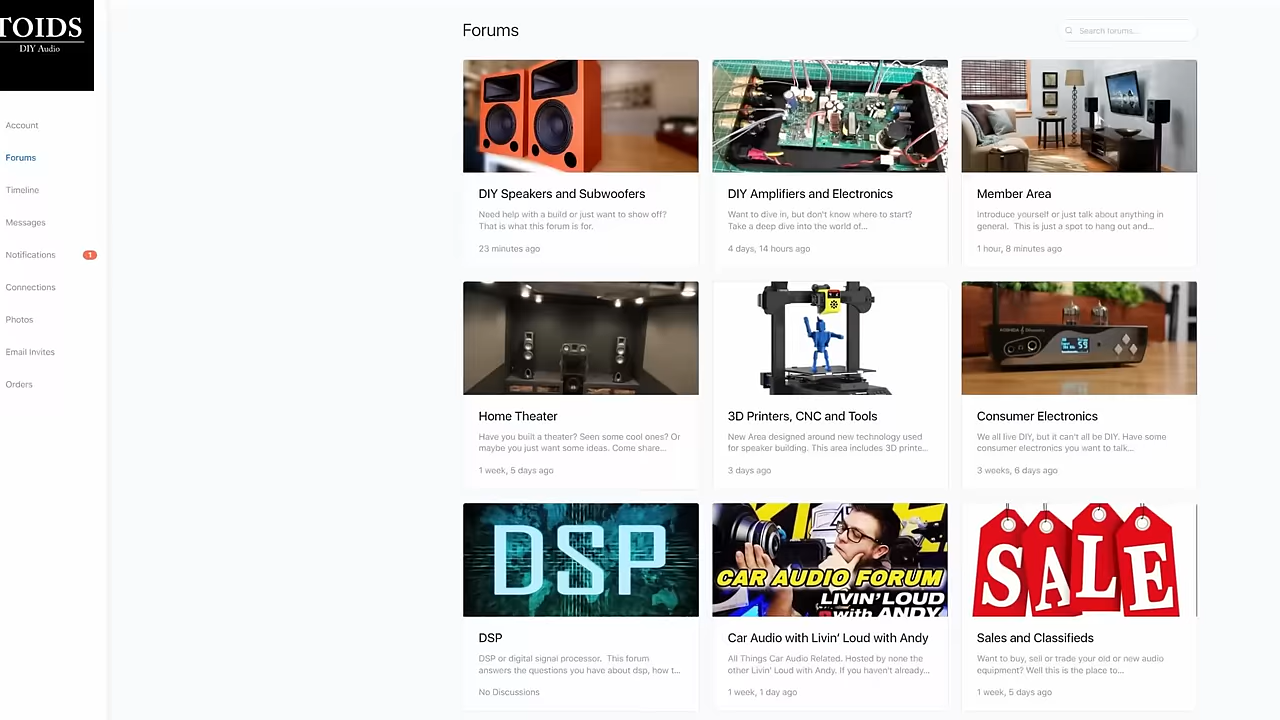 TOIDS
DIY Audio
Account
Forums
Timeline
Messages
Notifications
1
Connections
Photos
Email Invites
Orders
Forums
Search forums...
DIY Speakers and Subwoofers
Need help with a build or just want to show off?
That is what this forum is for.
23 minutes ago
DIY Amplifiers and Electronics
Want to dive in, but don't know where to start?
Take a deep dive into the world of...
4 days, 14 hours ago
Member Area
Introduce yourself or just talk about anything in
general. This is just a spot to hang out and...
1 hour, 8 minutes ago
Home Theater
Have you built a theater? Seen some cool ones? Or
maybe you just want some ideas. Come share...
1 week, 5 days ago
3D Printers, CNC and Tools
New Area designed around new technology used
for speaker building. This area includes 3D printe...
3 days ago
Consumer Electronics
We all live DIY, but it can't all be DIY. Have some
consumer electronics you want to talk...
3 weeks, 6 days ago
DSP
DSP
DSP or digital signal processor. This forum
answers the questions you have about dsp, how t...
No Discussions
CAR AUDIO FORUM
LIVIN' LOUD
with ANDY
Car Audio with Livin' Loud with Andy
All Things Car Audio Related. Hosted by none the
other Livin' Loud with Andy. If you haven't already...
1 week, 1 day ago
SALE
Sales and Classifieds
Want to buy, sell or trade your old or new audio
equipment? Well this is the place to...
1 week, 5 days ago